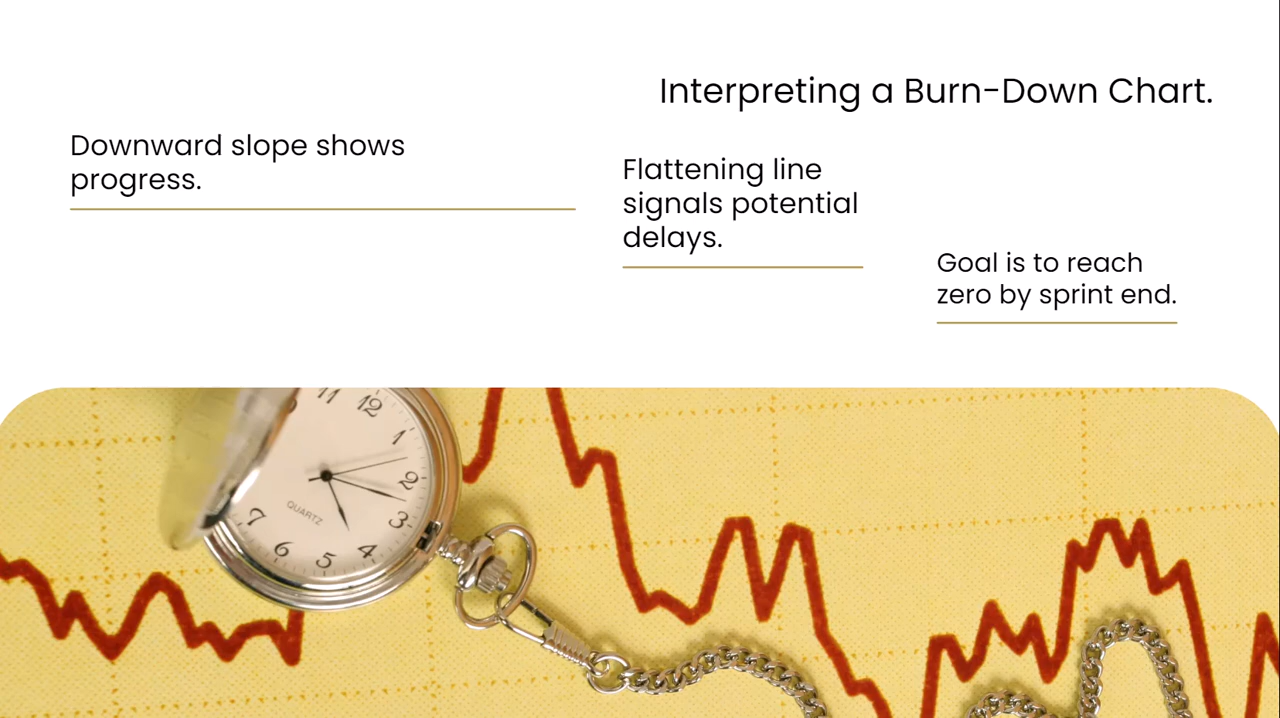 Interpreting a Burn-Down Chart.
Downward slope shows
progress.
Flattening line
signals potential
delays.
Goal is to reach
zero by sprint end.
11
12
1
2
3
4
5
6
7
QUARTZ